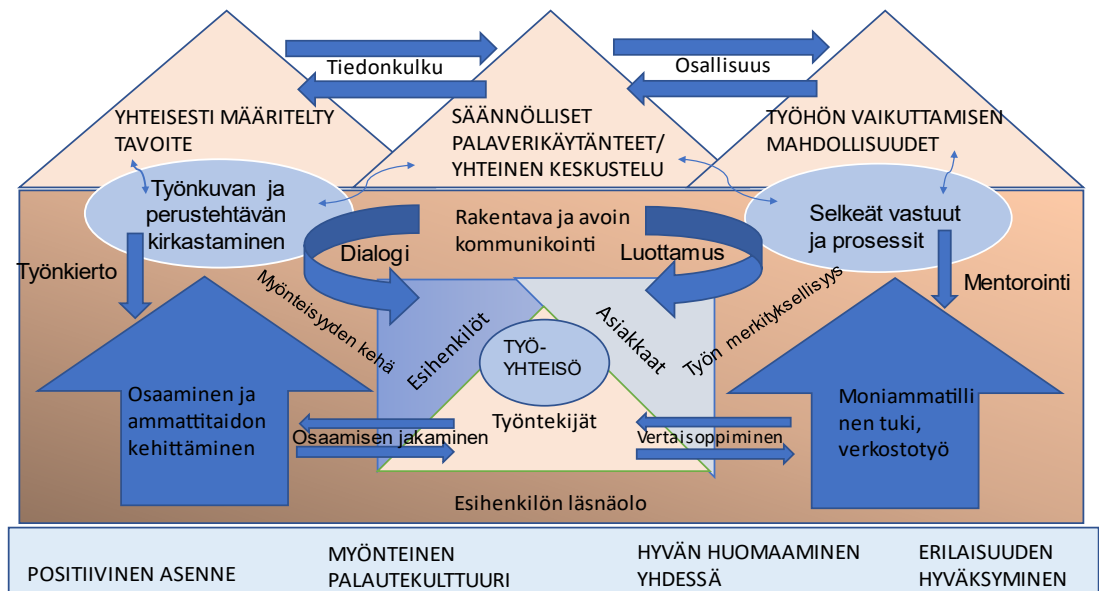 Tiedonkulku
Osallisuus
YHTEISESTI MÄÄRITELTY
TAVOITE
SÄÄNNÖLLISET
PALAVERIKÄYTÄNTEET/
YHTEINEN KESKUSTELU
TYÖHÖN VAIKUTTAMISEN
MAHDOLLISUUDET
Työnkuvan ja
perustehtävän
kirkastaminen
Rakentava ja avoin
kommunikointi
Selkeät vastuut
ja prosessit
Työnkierto
Dialogi
Luottamus
Mentorointi
Myönteisyyden kehä
Esihenkilöt
Asiakkaat
Työn merkityksellisyys
TYÖ-
YHTEISÖ
Työntekijät
Osaaminen ja
ammattitaidon
kehittäminen
Osaamisen jakaminen
Vertaisoppiminen
Moniammatilli
nen tuki,
verkostotyö
Esihenkilön läsnäolo
POSITIIVINEN ASENNE
MYÖNTEINEN
PALAUTEKULTTUURI
HYVÄN HUOMAAMINEN
YHDESSÄ
ERILAISUUDEN
HYVÄKSYMINEN